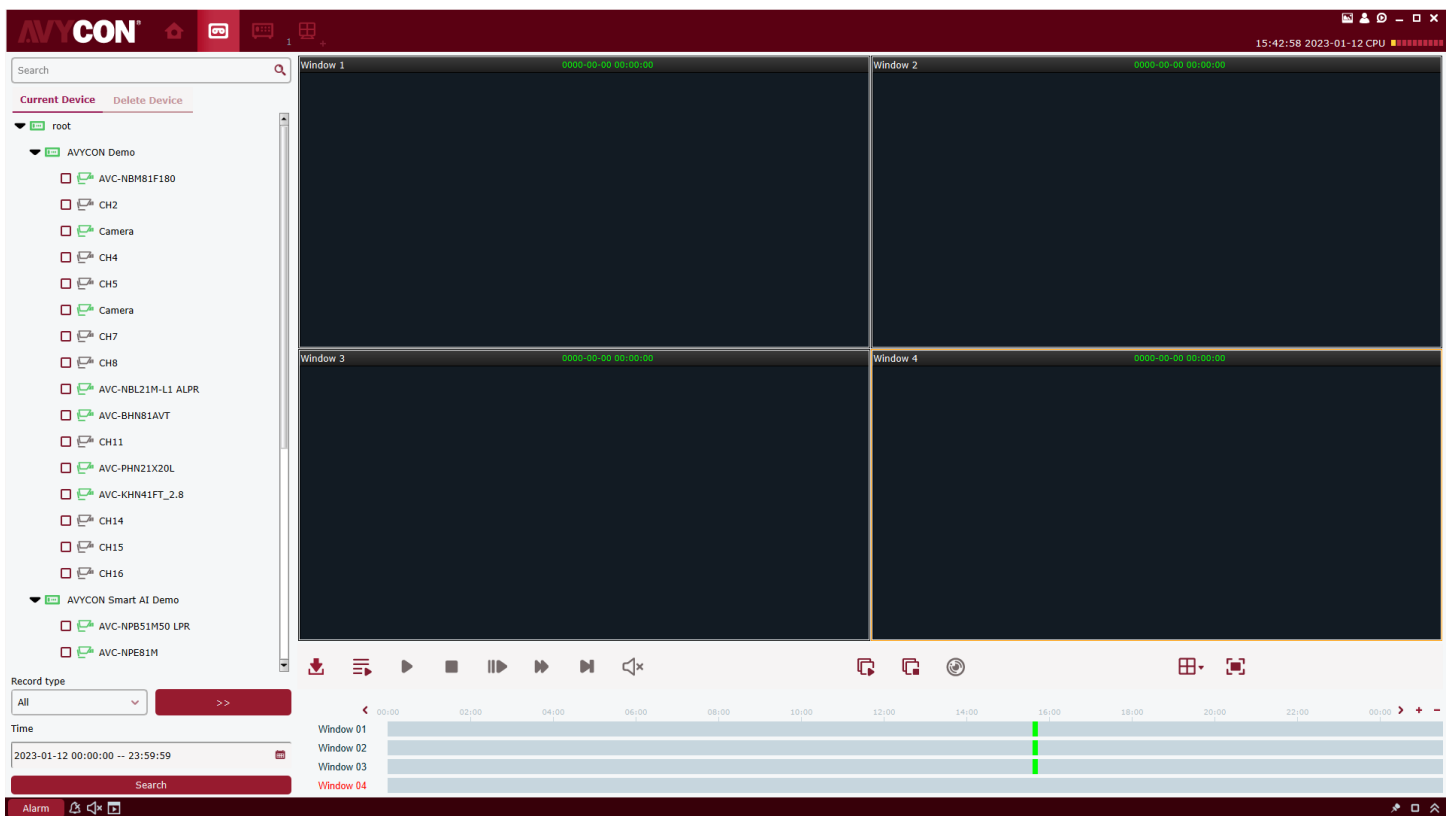 AVYCON®
1
+
15:42:58 2023-01-12 CPU
Search
Current Device Delete Device
root
AVYCON Demo
AVC-NBM81F180
CH2
Camera
CH4
CH5
Camera
CH7
CH8
AVC-NBL21M-L1 ALPR
AVC-BHN81AVT
CH11
AVC-PHN21X20L
AVC-KHN41FT_2.8
CH14
CH15
CH16
AVYCON Smart AI Demo
AVC-NPB51M50 LPR
AVC-NPE81M
Record type
All >>
Time
2023-01-12 00:00:00 -- 23:59:59
Search
Window 1 0000-00-00 00:00:00
Window 2 0000-00-00 00:00:00
Window 3 0000-00-00 00:00:00
Window 4 0000-00-00 00:00:00
00:00 02:00 04:00 06:00 08:00 10:00 12:00 14:00 16:00 18:00 20:00 22:00 00:00 + -
Window 01
Window 02
Window 03
Window 04
Alarm